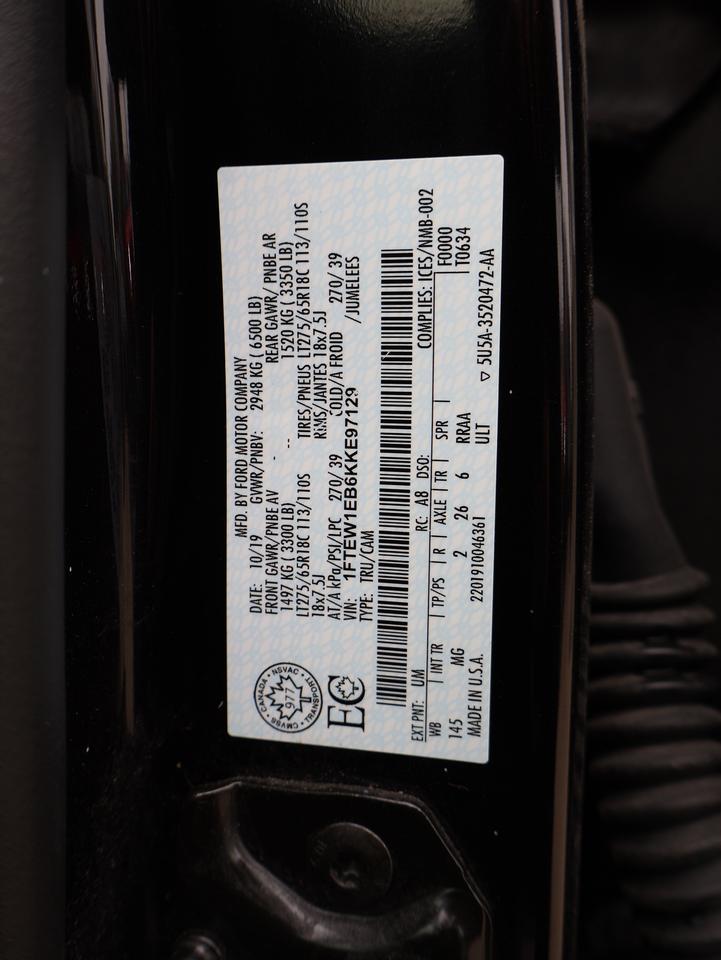 MFD. BY FORD MOTOR COMPANY
DATE: 10/19 GVWR/PNBV: 2948 KG ( 6500 LB)
FRONT GAWR/PNBE AV REAR GAWR/ PNBE AR
1497 KG ( 3300 LB) 1520 KG ( 3350 LB)
LT275/65R18C 113/110S TIRES/PNEUS LT275/65R18C 113/110S
18x7.5J RIMS/JANTES 18x7.5J
AT/A kPa/PSI/LPC 270/ 39 COLD/A FROID 270/ 39
VIN: 1FTEW1EB6KKE97129 /JUMELEES
TYPE: TRU/CAM
CANADA • NSVAC • TRANSPORT • CMVSS •
977
EC
EXT PNT: UM RC: A8 DSO: COMPLIES: ICES/NMB-002
WB INT TR TP/PS R AXLE TR SPR F0000
145 MG 2 26 6 RRAA T0634
ULT
MADE IN U.S.A. 2201910046361 ▽ 5U5A-3520472-AA